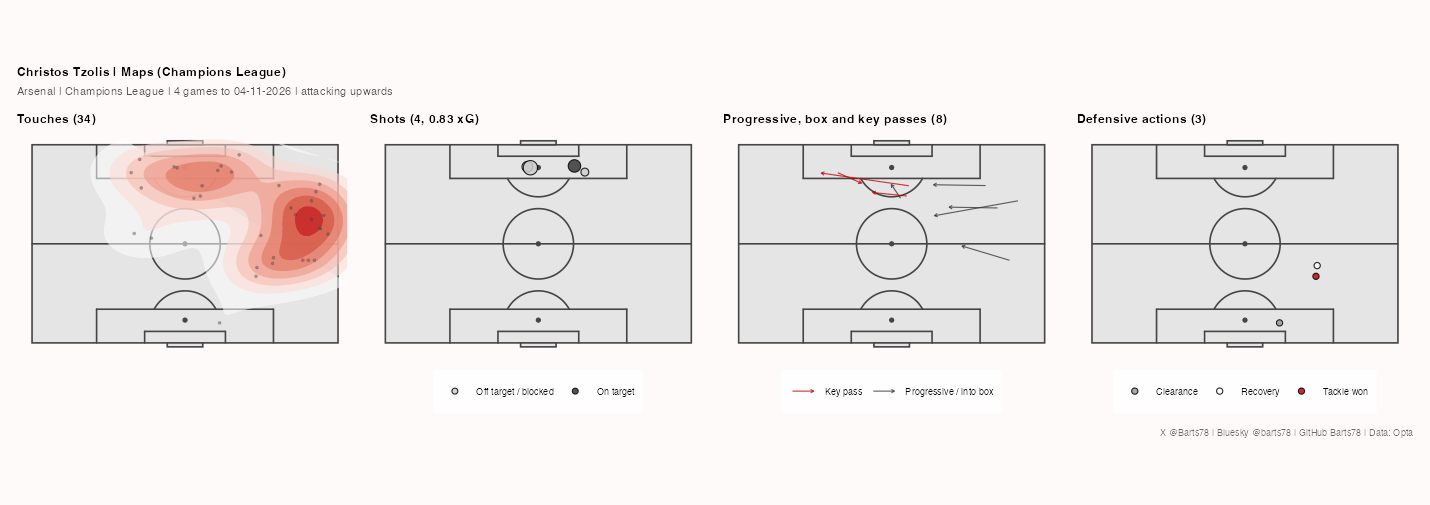 Christos Tzolis | Maps (Champions League)
Arsenal | Champions League | 4 games to 04-11-2026 | attacking upwards
Touches (34)
Shots (4, 0.83 xG)
Progressive, box and key passes (8)
Defensive actions (3)
Off target / blocked
On target
Key pass
Progressive / into box
Clearance
Recovery
Tackle won
X @Barts78 | Bluesky @barts78 | GitHub Barts78 | Data: Opta